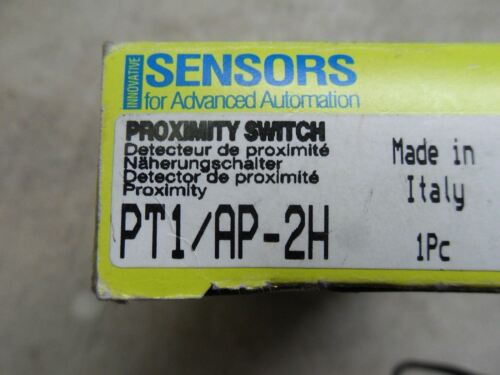 INNOVATIVE
SENSORS
for Advanced Automation
PROXIMITY SWITCH
Detecteur de proximité
Näherungschalter
Detector de proximité
Proximity
PT1/AP-2H
Made in
Italy
1Pc